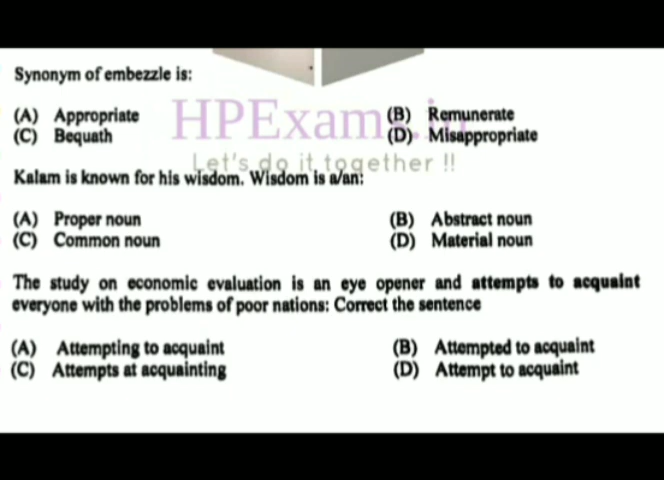 Synonym of embezzle is:
(A) Appropriate (B) Remunerate
(C) Bequath (D) Misappropriate
HPExam .in
Let's do it together !!
Kalam is known for his wisdom. Wisdom is a/an:
(A) Proper noun (B) Abstract noun
(C) Common noun (D) Material noun
The study on economic evaluation is an eye opener and attempts to acquaint
everyone with the problems of poor nations: Correct the sentence
(A) Attempting to acquaint (B) Attempted to acquaint
(C) Attempts at acquainting (D) Attempt to acquaint